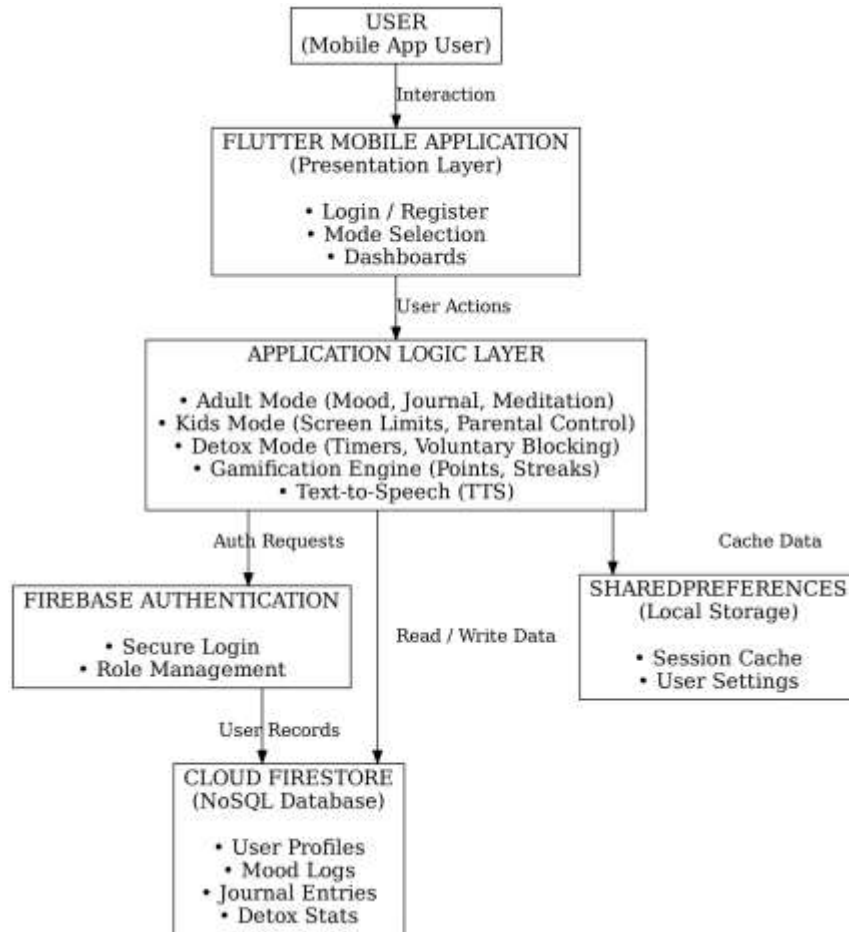 USER
(Mobile App User)
Interaction
FLUTTER MOBILE APPLICATION
(Presentation Layer)
• Login / Register
• Mode Selection
• Dashboards
User Actions
APPLICATION LOGIC LAYER
• Adult Mode (Mood, Journal, Meditation)
• Kids Mode (Screen Limits, Parental Control)
• Detox Mode (Timers, Voluntary Blocking)
• Gamification Engine (Points, Streaks)
• Text-to-Speech (TTS)
Auth Requests
Cache Data
FIREBASE AUTHENTICATION
• Secure Login
• Role Management
Read / Write Data
SHAREDPREFERENCES
(Local Storage)
• Session Cache
• User Settings
User Records
CLOUD FIRESTORE
(NoSQL Database)
• User Profiles
• Mood Logs
• Journal Entries
• Detox Stats